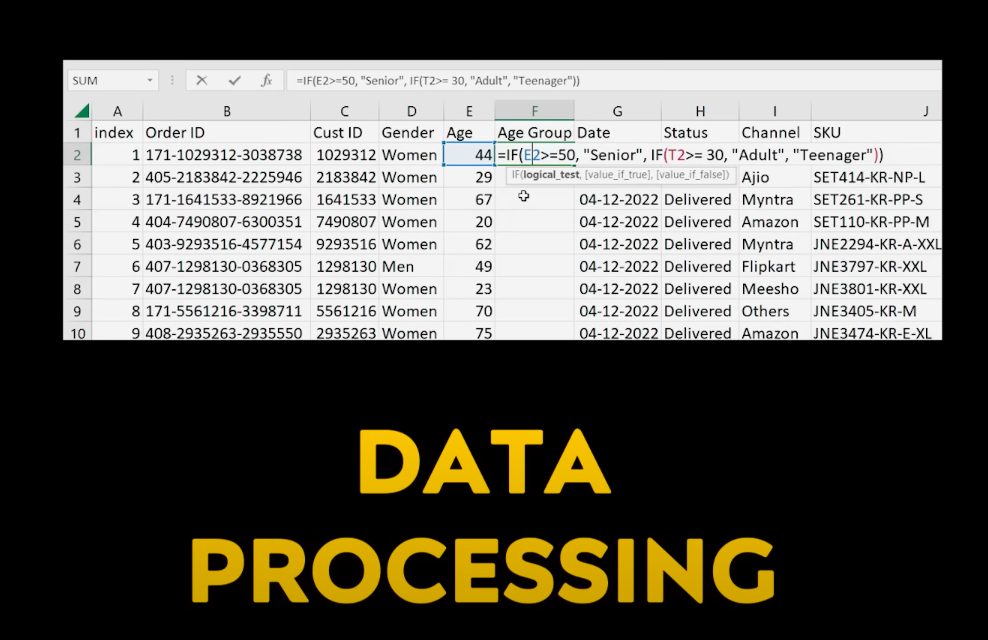 SUM fx =IF(E2>=50, "Senior", IF(T2>= 30, "Adult", "Teenager"))
A B C D E F G H I J
1 index Order ID Cust ID Gender Age Age Group Date Status Channel SKU
2 1 171-1029312-3038738 1029312 Women 44 =IF(E2>=50, "Senior", IF(T2>= 30, "Adult", "Teenager"))
3 2 405-2183842-2225946 2183842 Women 29 IF(logical_test, [value_if_true], [value_if_false]) Ajio SET414-KR-NP-L
4 3 171-1641533-8921966 1641533 Women 67 04-12-2022 Delivered Myntra SET261-KR-PP-S
5 4 404-7490807-6300351 7490807 Women 20 04-12-2022 Delivered Amazon SET110-KR-PP-M
6 5 403-9293516-4577154 9293516 Women 62 04-12-2022 Delivered Myntra JNE2294-KR-A-XXL
7 6 407-1298130-0368305 1298130 Men 49 04-12-2022 Delivered Flipkart JNE3797-KR-XXL
8 7 407-1298130-0368305 1298130 Women 23 04-12-2022 Delivered Meesho JNE3801-KR-XXL
9 8 171-5561216-3398711 5561216 Women 70 04-12-2022 Delivered Others JNE3405-KR-M
10 9 408-2935263-2935550 2935263 Women 75 04-12-2022 Delivered Amazon JNE3474-KR-E-XL
DATA
PROCESSING